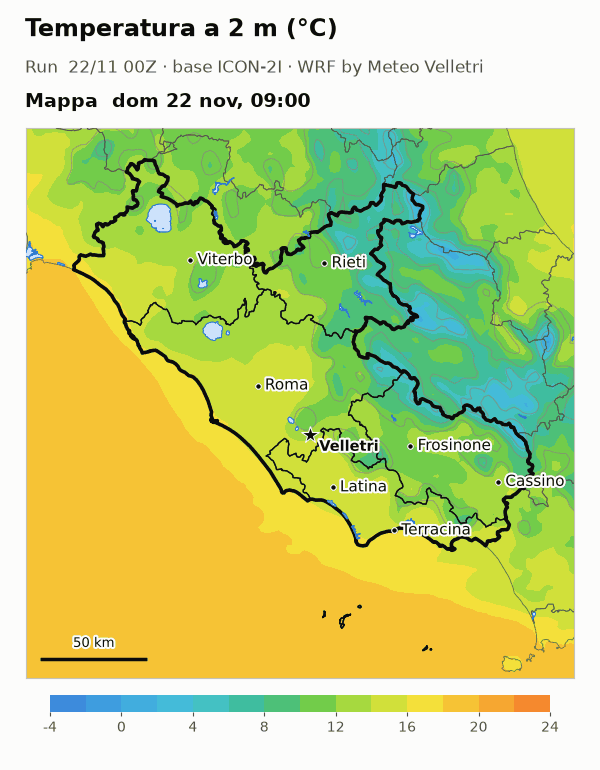 Temperatura a 2 m (°C)
Run 22/11 00Z · base ICON-2I · WRF by Meteo Velletri
Mappa dom 22 nov, 09:00
Viterbo
Rieti
Roma
Velletri
Frosinone
Latina
Cassino
Terracina
50 km
-4 0 4 8 12 16 20 24